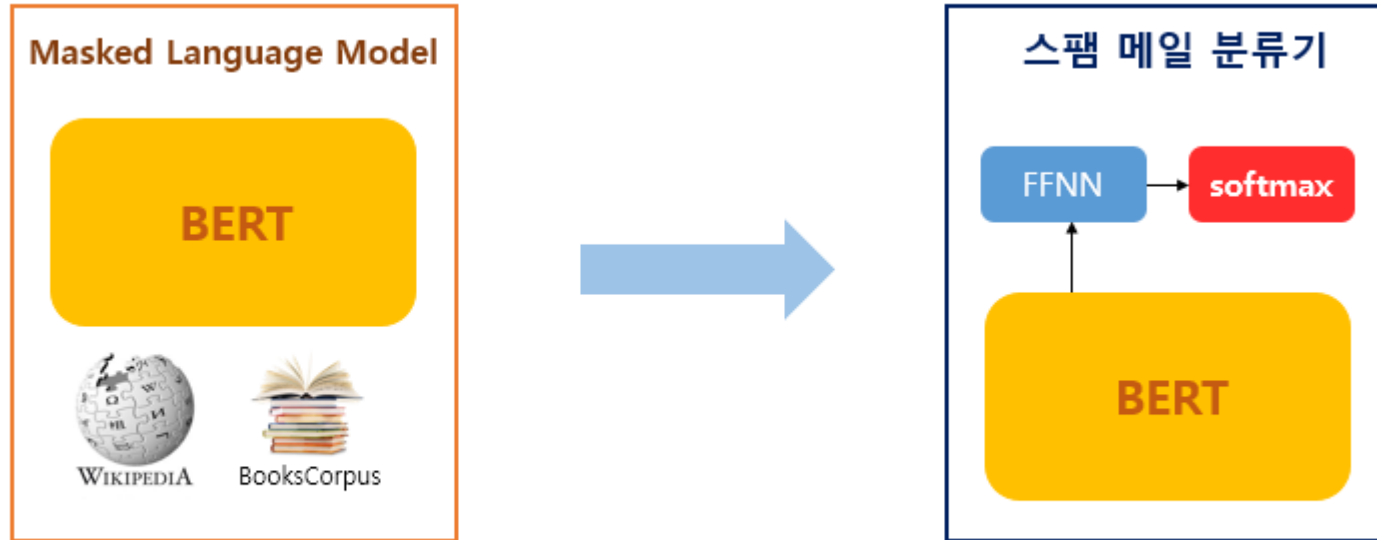 Masked Language Model
BERT
WIKIPEDIA
BooksCorpus
스팸 메일 분류기
FFNN
softmax
BERT